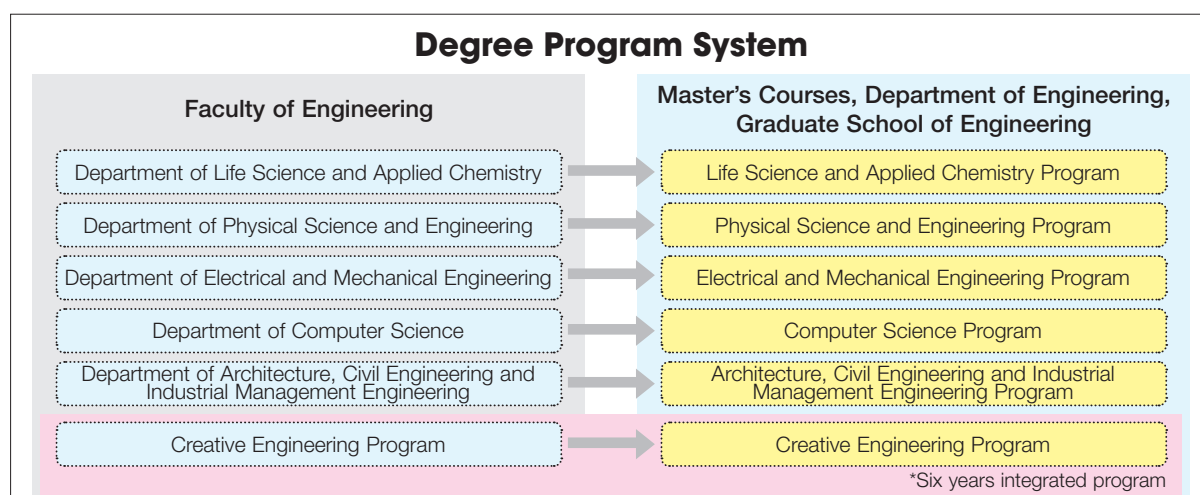 Degree Program System
Faculty of Engineering
Master's Courses, Department of Engineering,
Graduate School of Engineering
Department of Life Science and Applied Chemistry
Life Science and Applied Chemistry Program
Department of Physical Science and Engineering
Physical Science and Engineering Program
Department of Electrical and Mechanical Engineering
Electrical and Mechanical Engineering Program
Department of Computer Science
Computer Science Program
Department of Architecture, Civil Engineering and
Industrial Management Engineering
Architecture, Civil Engineering and Industrial
Management Engineering Program
Creative Engineering Program
Creative Engineering Program
*Six years integrated program